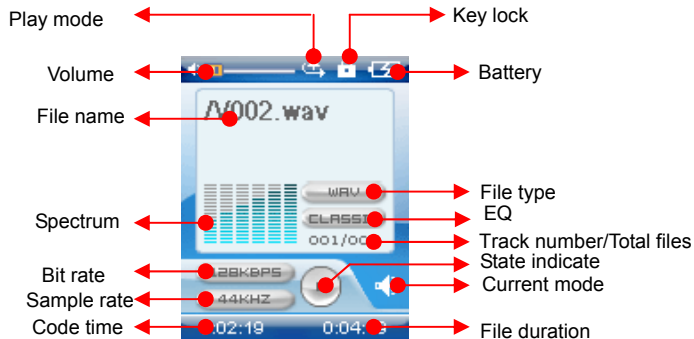 Play mode
Key lock
Volume
Battery
File name
/V002.wav
WAV
File type
CLASSI
EQ
Spectrum
001/00
Track number/Total files
State indicate
Bit rate
128KBPS
Current mode
Sample rate
44KHZ
Code time
:02:19
0:04:
File duration